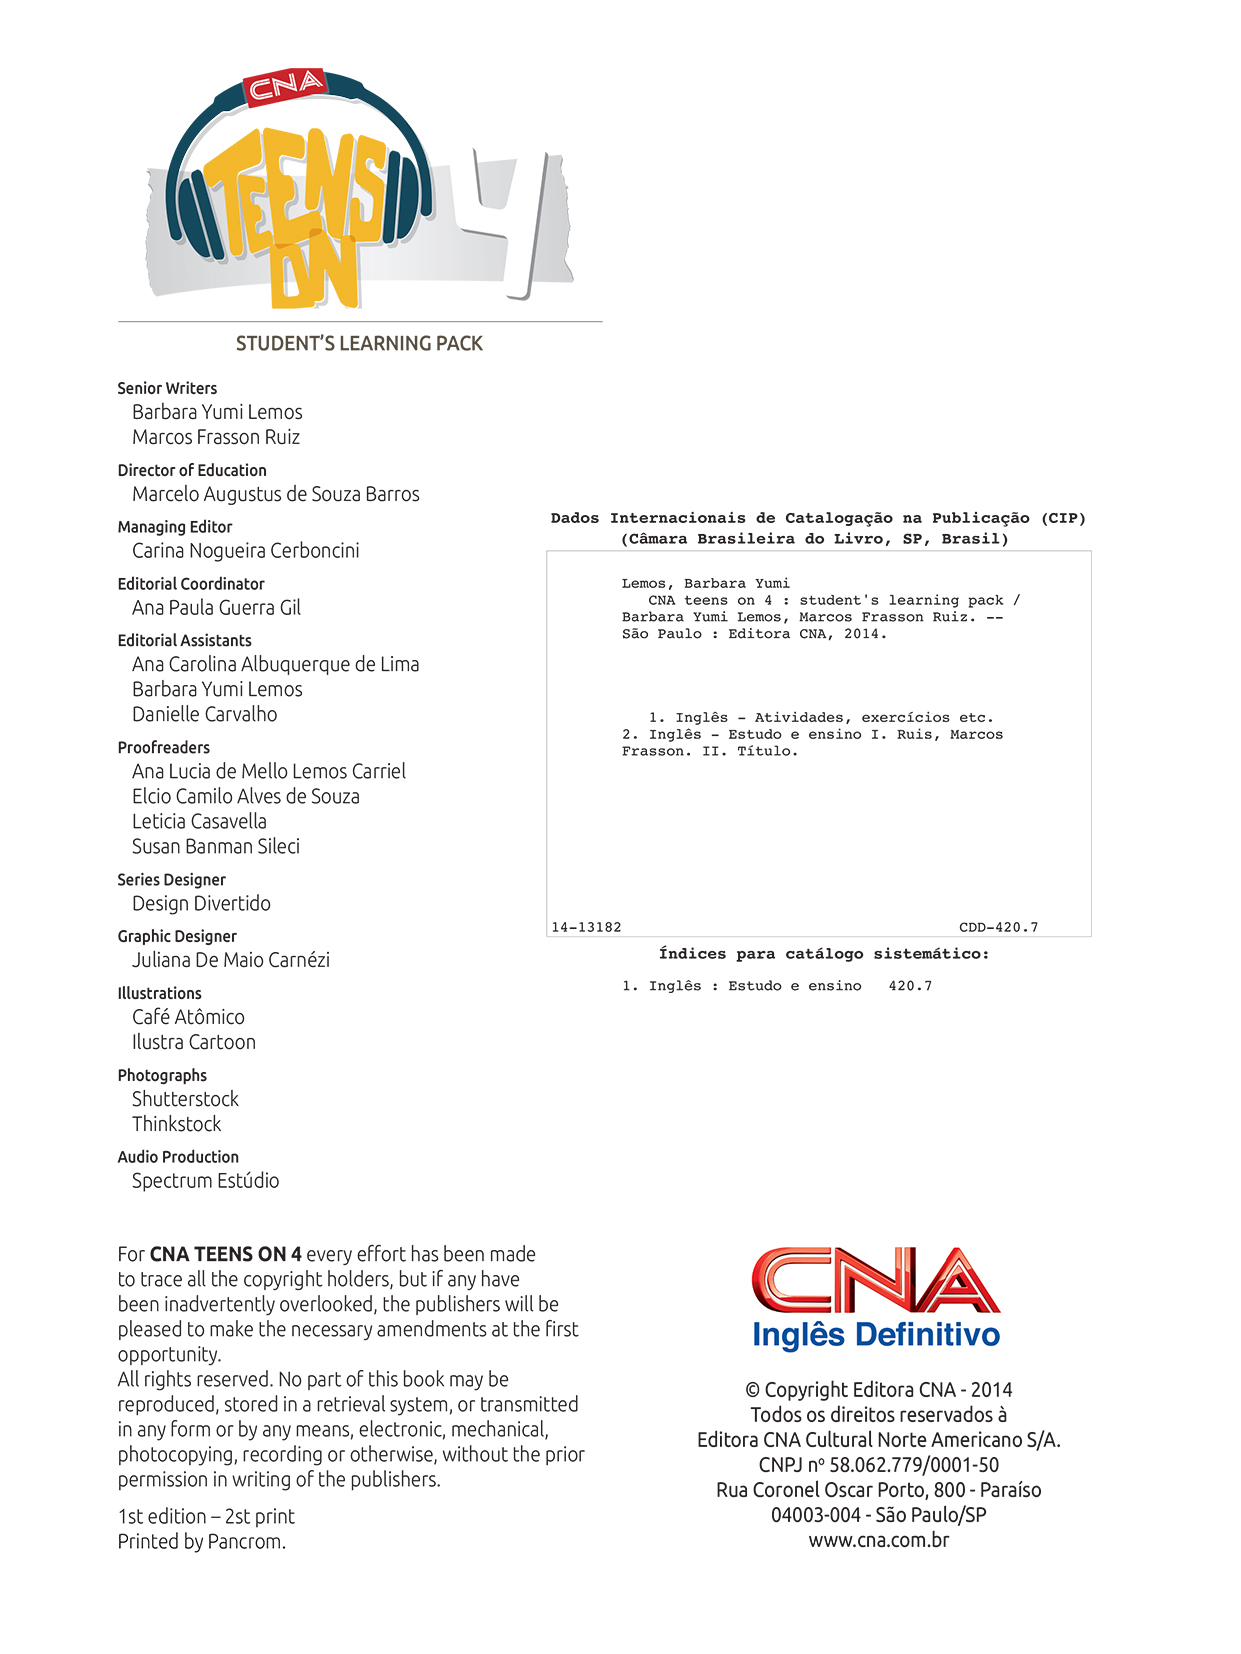 CNA
TEENS
ON
4
STUDENT'S LEARNING PACK
Senior Writers
Barbara Yumi Lemos
Marcos Frasson Ruiz
Director of Education
Marcelo Augustus de Souza Barros
Managing Editor
Carina Nogueira Cerboncini
Editorial Coordinator
Ana Paula Guerra Gil
Editorial Assistants
Ana Carolina Albuquerque de Lima
Barbara Yumi Lemos
Danielle Carvalho
Proofreaders
Ana Lucia de Mello Lemos Carriel
Elcio Camilo Alves de Souza
Leticia Casavella
Susan Banman Sileci
Series Designer
Design Divertido
Graphic Designer
Juliana De Maio Carnézi
Illustrations
Café Atômico
Ilustra Cartoon
Photographs
Shutterstock
Thinkstock
Audio Production
Spectrum Estúdio
For CNA TEENS ON 4 every effort has been made
to trace all the copyright holders, but if any have
been inadvertently overlooked, the publishers will be
pleased to make the necessary amendments at the first
opportunity.
All rights reserved. No part of this book may be
reproduced, stored in a retrieval system, or transmitted
in any form or by any means, electronic, mechanical,
photocopying, recording or otherwise, without the prior
permission in writing of the publishers.
1st edition – 2st print
Printed by Pancrom.
Dados Internacionais de Catalogação na Publicação (CIP)
(Câmara Brasileira do Livro, SP, Brasil)
Lemos, Barbara Yumi
CNA teens on 4 : student's learning pack /
Barbara Yumi Lemos, Marcos Frasson Ruiz. --
São Paulo : Editora CNA, 2014.
1. Inglês - Atividades, exercícios etc.
2. Inglês - Estudo e ensino I. Ruis, Marcos
Frasson. II. Título.
14-13182 CDD-420.7
Índices para catálogo sistemático:
1. Inglês : Estudo e ensino 420.7
CNA
Inglês Definitivo
© Copyright Editora CNA - 2014
Todos os direitos reservados à
Editora CNA Cultural Norte Americano S/A.
CNPJ nº 58.062.779/0001-50
Rua Coronel Oscar Porto, 800 - Paraíso
04003-004 - São Paulo/SP
www.cna.com.br